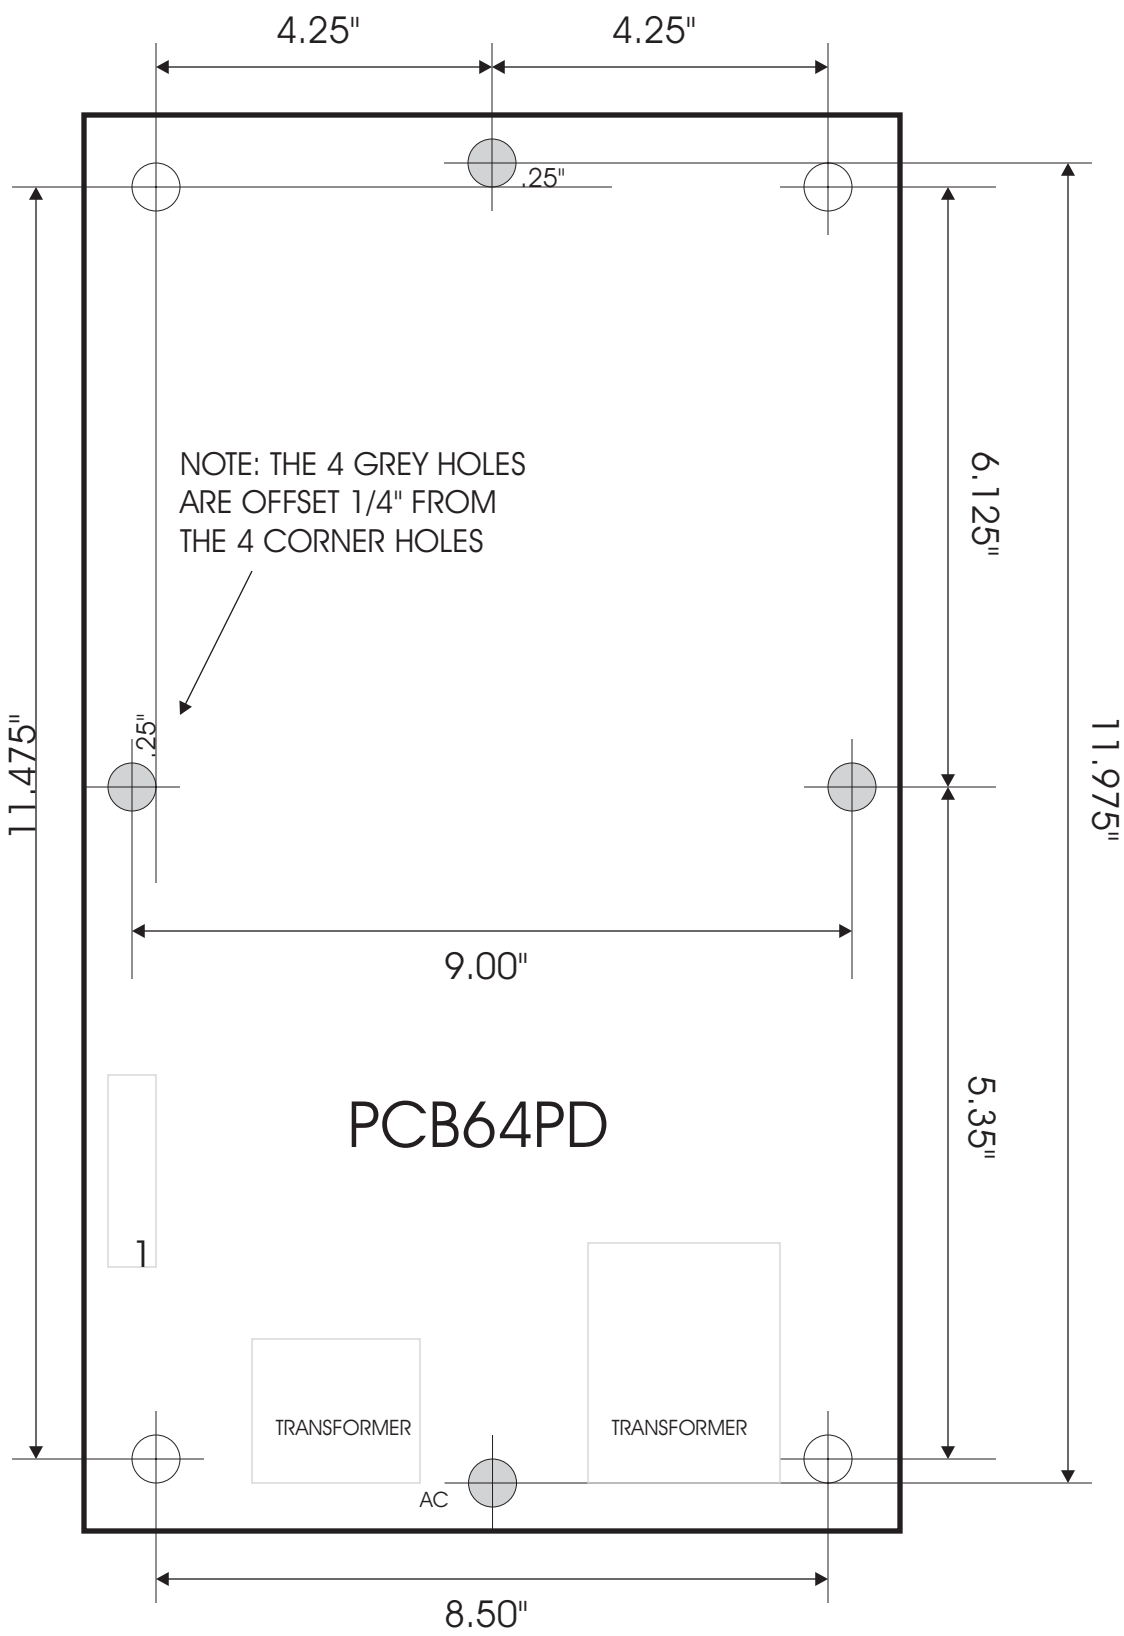 4.25" 4.25"
.25"
NOTE: THE 4 GREY HOLES
ARE OFFSET 1/4" FROM
THE 4 CORNER HOLES
6.125"
.25"
11.475"
11.975"
9.00"
5.35"
PCB64PD
1
TRANSFORMER TRANSFORMER
AC
8.50"